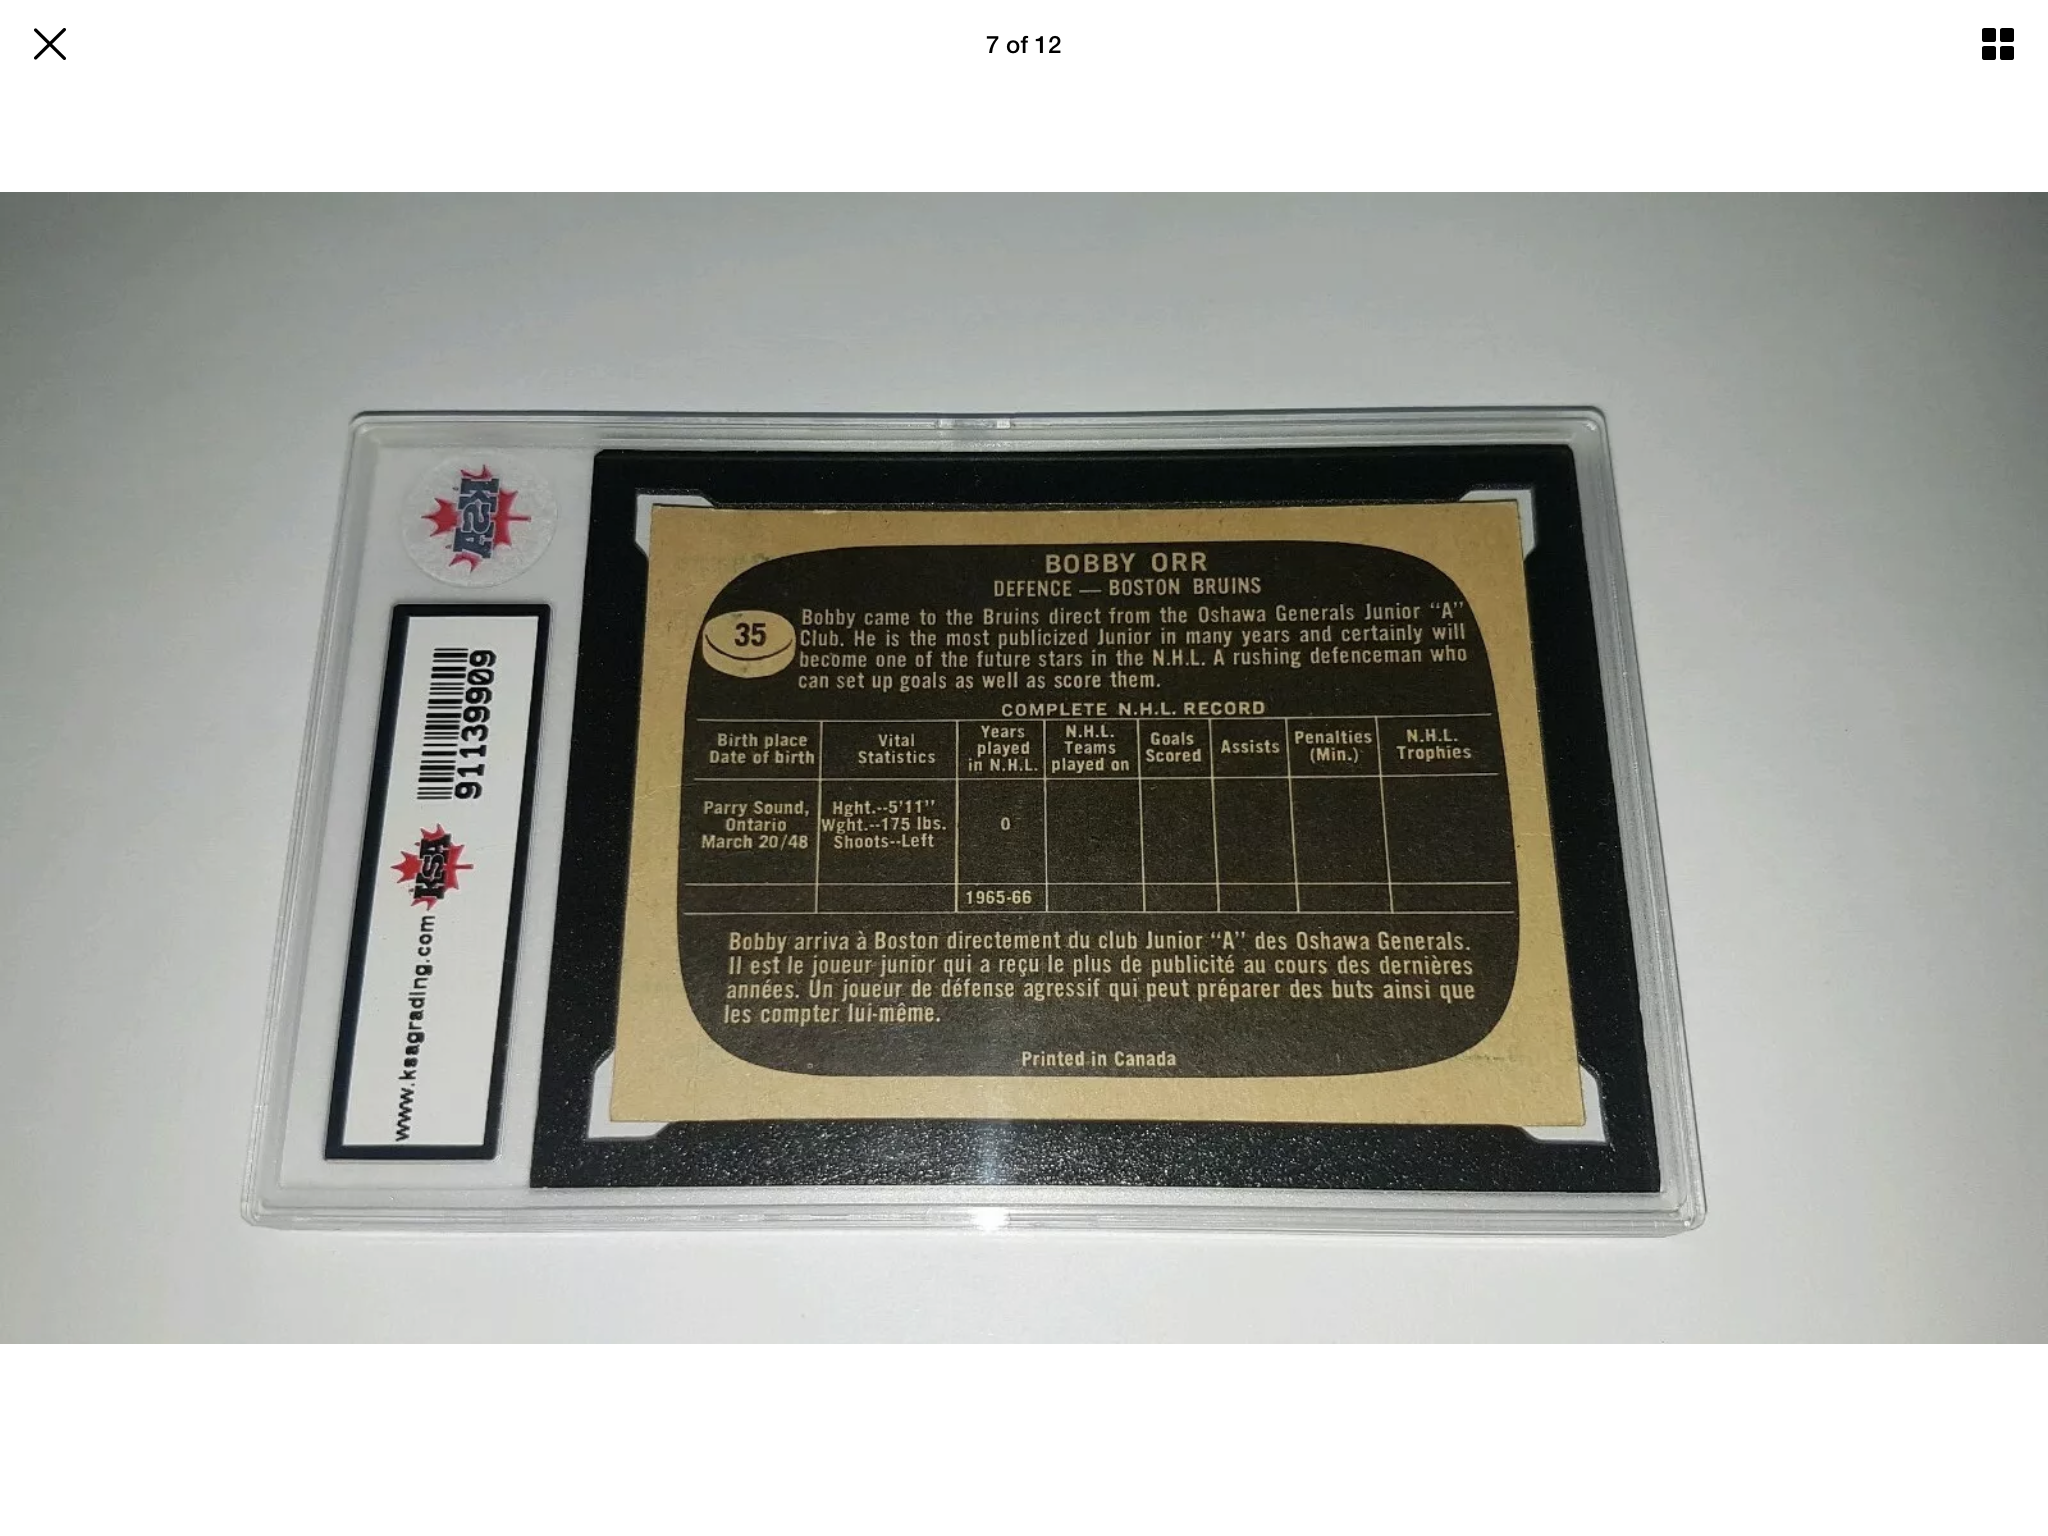 7 of 12
KSA
911399909
KSA
www.ksagrading.com
BOBBY ORR
DEFENCE — BOSTON BRUINS
35
Bobby came to the Bruins direct from the Oshawa Generals Junior “A”
Club. He is the most publicized Junior in many years and certainly will
become one of the future stars in the N.H.L. A rushing defenceman who
can set up goals as well as score them.
COMPLETE N.H.L. RECORD
Birth place
Date of birth
Vital
Statistics
Years
played
in N.H.L.
N.H.L.
Teams
played on
Goals
Scored
Assists
Penalties
(Min.)
N.H.L.
Trophies
Parry Sound,
Ontario
March 20/48
Hght.--5'11''
Wght.--175 lbs.
Shoots--Left
0
1965-66
Bobby arriva à Boston directement du club Junior “A” des Oshawa Generals.
Il est le joueur junior qui a reçu le plus de publicité au cours des dernières
années. Un joueur de défense agressif qui peut préparer des buts ainsi que
les compter lui-même.
Printed in Canada